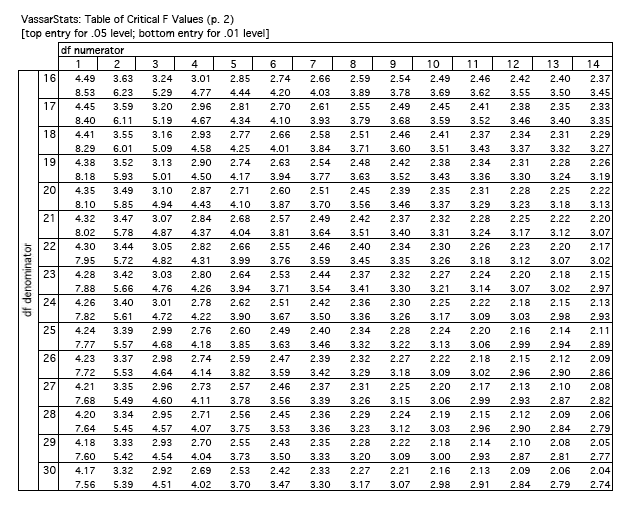 VassarStats: Table of Critical F Values (p. 2)
[top entry for .05 level; bottom entry for .01 level]
df numerator
1 2 3 4 5 6 7 8 9 10 11 12 13 14
df denominator
16 4.49 3.63 3.24 3.01 2.85 2.74 2.66 2.59 2.54 2.49 2.46 2.42 2.40 2.37
8.53 6.23 5.29 4.77 4.44 4.20 4.03 3.89 3.78 3.69 3.62 3.55 3.50 3.45
17 4.45 3.59 3.20 2.96 2.81 2.70 2.61 2.55 2.49 2.45 2.41 2.38 2.35 2.33
8.40 6.11 5.19 4.67 4.34 4.10 3.93 3.79 3.68 3.59 3.52 3.46 3.40 3.35
18 4.41 3.55 3.16 2.93 2.77 2.66 2.58 2.51 2.46 2.41 2.37 2.34 2.31 2.29
8.29 6.01 5.09 4.58 4.25 4.01 3.84 3.71 3.60 3.51 3.43 3.37 3.32 3.27
19 4.38 3.52 3.13 2.90 2.74 2.63 2.54 2.48 2.42 2.38 2.34 2.31 2.28 2.26
8.18 5.93 5.01 4.50 4.17 3.94 3.77 3.63 3.52 3.43 3.36 3.30 3.24 3.19
20 4.35 3.49 3.10 2.87 2.71 2.60 2.51 2.45 2.39 2.35 2.31 2.28 2.25 2.22
8.10 5.85 4.94 4.43 4.10 3.87 3.70 3.56 3.46 3.37 3.29 3.23 3.18 3.13
21 4.32 3.47 3.07 2.84 2.68 2.57 2.49 2.42 2.37 2.32 2.28 2.25 2.22 2.20
8.02 5.78 4.87 4.37 4.04 3.81 3.64 3.51 3.40 3.31 3.24 3.17 3.12 3.07
22 4.30 3.44 3.05 2.82 2.66 2.55 2.46 2.40 2.34 2.30 2.26 2.23 2.20 2.17
7.95 5.72 4.82 4.31 3.99 3.76 3.59 3.45 3.35 3.26 3.18 3.12 3.07 3.02
23 4.28 3.42 3.03 2.80 2.64 2.53 2.44 2.37 2.32 2.27 2.24 2.20 2.18 2.15
7.88 5.66 4.76 4.26 3.94 3.71 3.54 3.41 3.30 3.21 3.14 3.07 3.02 2.97
24 4.26 3.40 3.01 2.78 2.62 2.51 2.42 2.36 2.30 2.25 2.22 2.18 2.15 2.13
7.82 5.61 4.72 4.22 3.90 3.67 3.50 3.36 3.26 3.17 3.09 3.03 2.98 2.93
25 4.24 3.39 2.99 2.76 2.60 2.49 2.40 2.34 2.28 2.24 2.20 2.16 2.14 2.11
7.77 5.57 4.68 4.18 3.85 3.63 3.46 3.32 3.22 3.13 3.06 2.99 2.94 2.89
26 4.23 3.37 2.98 2.74 2.59 2.47 2.39 2.32 2.27 2.22 2.18 2.15 2.12 2.09
7.72 5.53 4.64 4.14 3.82 3.59 3.42 3.29 3.18 3.09 3.02 2.96 2.90 2.86
27 4.21 3.35 2.96 2.73 2.57 2.46 2.37 2.31 2.25 2.20 2.17 2.13 2.10 2.08
7.68 5.49 4.60 4.11 3.78 3.56 3.39 3.26 3.15 3.06 2.99 2.93 2.87 2.82
28 4.20 3.34 2.95 2.71 2.56 2.45 2.36 2.29 2.24 2.19 2.15 2.12 2.09 2.06
7.64 5.45 4.57 4.07 3.75 3.53 3.36 3.23 3.12 3.03 2.96 2.90 2.84 2.79
29 4.18 3.33 2.93 2.70 2.55 2.43 2.35 2.28 2.22 2.18 2.14 2.10 2.08 2.05
7.60 5.42 4.54 4.04 3.73 3.50 3.33 3.20 3.09 3.00 2.93 2.87 2.81 2.77
30 4.17 3.32 2.92 2.69 2.53 2.42 2.33 2.27 2.21 2.16 2.13 2.09 2.06 2.04
7.56 5.39 4.51 4.02 3.70 3.47 3.30 3.17 3.07 2.98 2.91 2.84 2.79 2.74